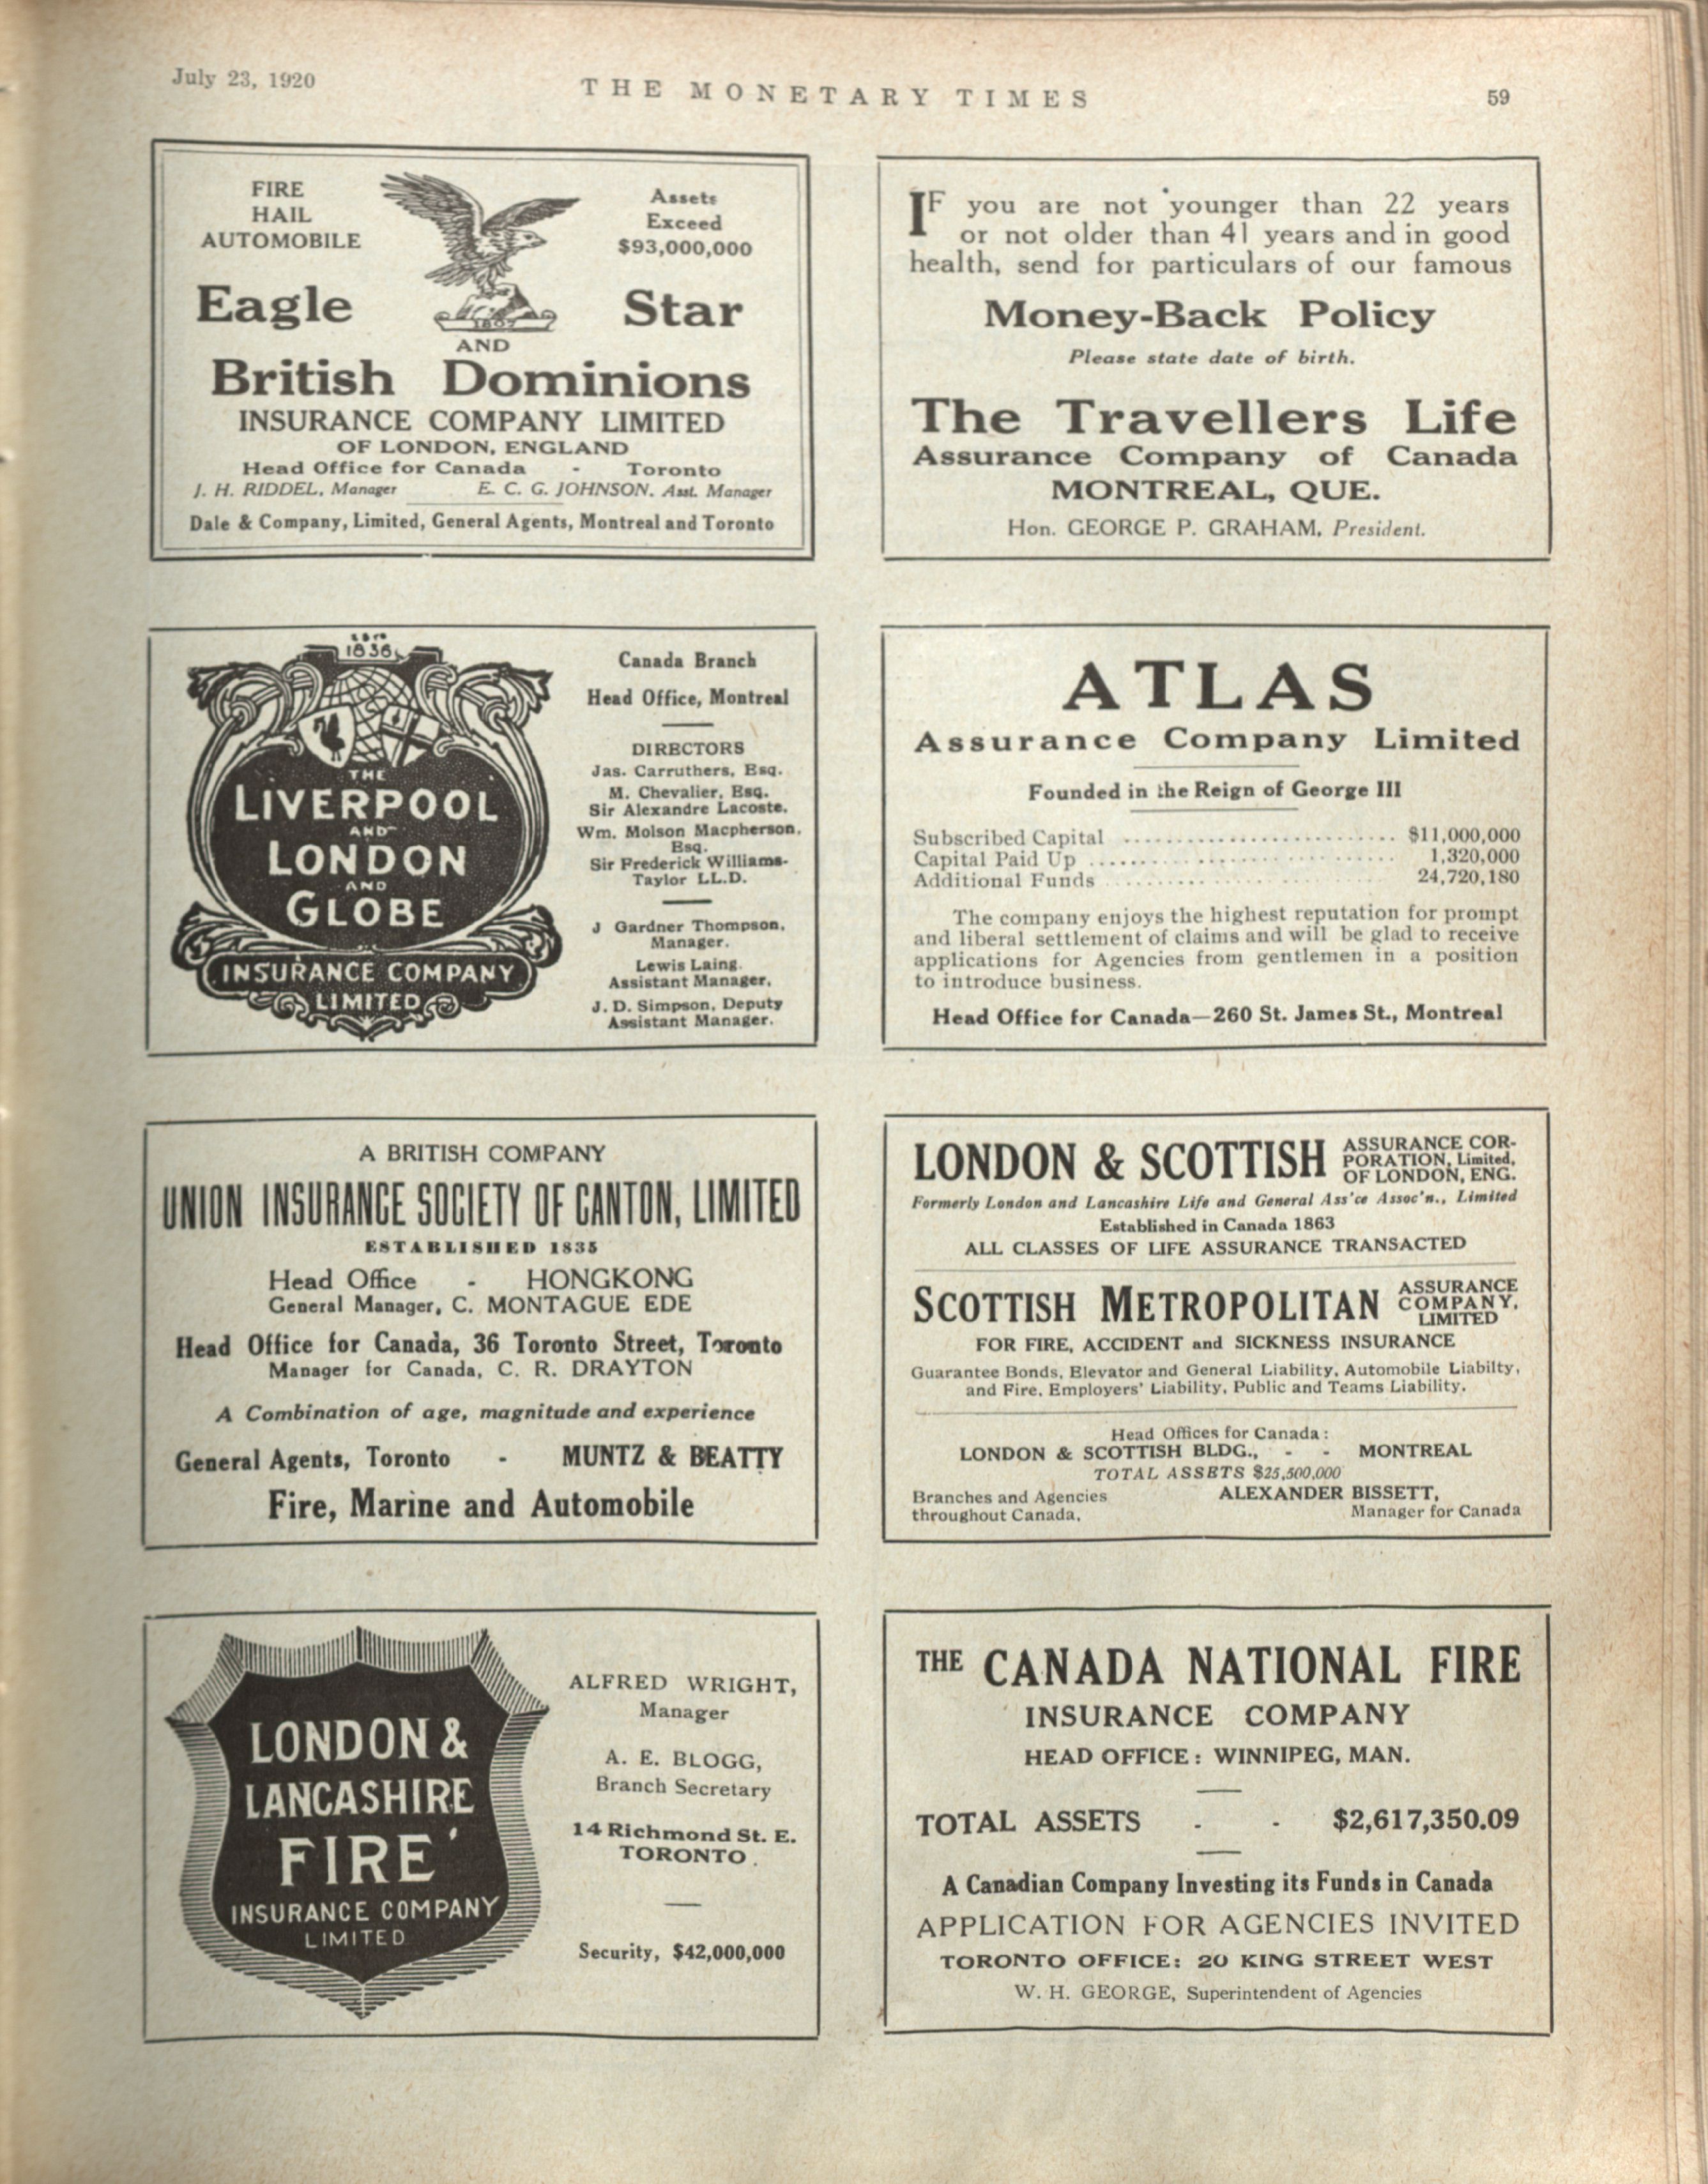 July 23, 1920
THE MONETARY TIMES
59
FIRE
HAIL
AUTOMOBILE
Assets
Exceed
$93,000,000
Eagle Star
1807
AND
British Dominions
INSURANCE COMPANY LIMITED
OF LONDON, ENGLAND
Head Office for Canada - Toronto
J. H. RIDDEL, Manager E. C. G. JOHNSON, Asst. Manager
Dale & Company, Limited, General Agents, Montreal and Toronto
IF you are not younger than 22 years
or not older than 41 years and in good
health, send for particulars of our famous
Money-Back Policy
Please state date of birth.
The Travellers Life
Assurance Company of Canada
MONTREAL, QUE.
Hon. GEORGE P. GRAHAM, President.
1836
THE
LIVERPOOL
AND
LONDON
AND
GLOBE
INSURANCE COMPANY
LIMITED
Canada Branch
Head Office, Montreal
DIRECTORS
Jas. Carruthers, Esq.
M. Chevalier, Esq.
Sir Alexandre Lacoste.
Wm. Molson Macpherson,
Esq.
Sir Frederick Williams-
Taylor LL.D.
J Gardner Thompson,
Manager.
Lewis Laing.
Assistant Manager,
J. D. Simpson, Deputy
Assistant Manager.
ATLAS
Assurance Company Limited
Founded in the Reign of George III
Subscribed Capital ........................... $11,000,000
Capital Paid Up ............................... 1,320,000
Additional Funds ............................ 24,720,180
The company enjoys the highest reputation for prompt
and liberal settlement of claims and will be glad to receive
applications for Agencies from gentlemen in a position
to introduce business.
Head Office for Canada—260 St. James St., Montreal
A BRITISH COMPANY
UNION INSURANCE SOCIETY OF CANTON, LIMITED
ESTABLISHED 1835
Head Office - HONGKONG
General Manager, C. MONTAGUE EDE
Head Office for Canada, 36 Toronto Street, Toronto
Manager for Canada, C. R. DRAYTON
A Combination of age, magnitude and experience
General Agents, Toronto - MUNTZ & BEATTY
Fire, Marine and Automobile
LONDON & SCOTTISH ASSURANCE COR-
PORATION, Limited,
OF LONDON, ENG.
Formerly London and Lancashire Life and General Ass'ce Assoc'n., Limited
Established in Canada 1863
ALL CLASSES OF LIFE ASSURANCE TRANSACTED
SCOTTISH METROPOLITAN ASSURANCE
COMPANY,
LIMITED
FOR FIRE, ACCIDENT and SICKNESS INSURANCE
Guarantee Bonds, Elevator and General Liability, Automobile Liabilty,
and Fire, Employers' Liability, Public and Teams Liability.
Head Offices for Canada:
LONDON & SCOTTISH BLDG., - - MONTREAL
TOTAL ASSETS $25,500,000
Branches and Agencies
throughout Canada,
ALEXANDER BISSETT,
Manager for Canada
LONDON &
LANCASHIRE
FIRE
INSURANCE COMPANY
LIMITED
ALFRED WRIGHT,
Manager
A. E. BLOGG,
Branch Secretary
14 Richmond St. E.
TORONTO.
Security, $42,000,000
THE CANADA NATIONAL FIRE
INSURANCE COMPANY
HEAD OFFICE: WINNIPEG, MAN.
TOTAL ASSETS - - $2,617,350.09
A Canadian Company Investing its Funds in Canada
APPLICATION FOR AGENCIES INVITED
TORONTO OFFICE: 20 KING STREET WEST
W. H. GEORGE, Superintendent of Agencies